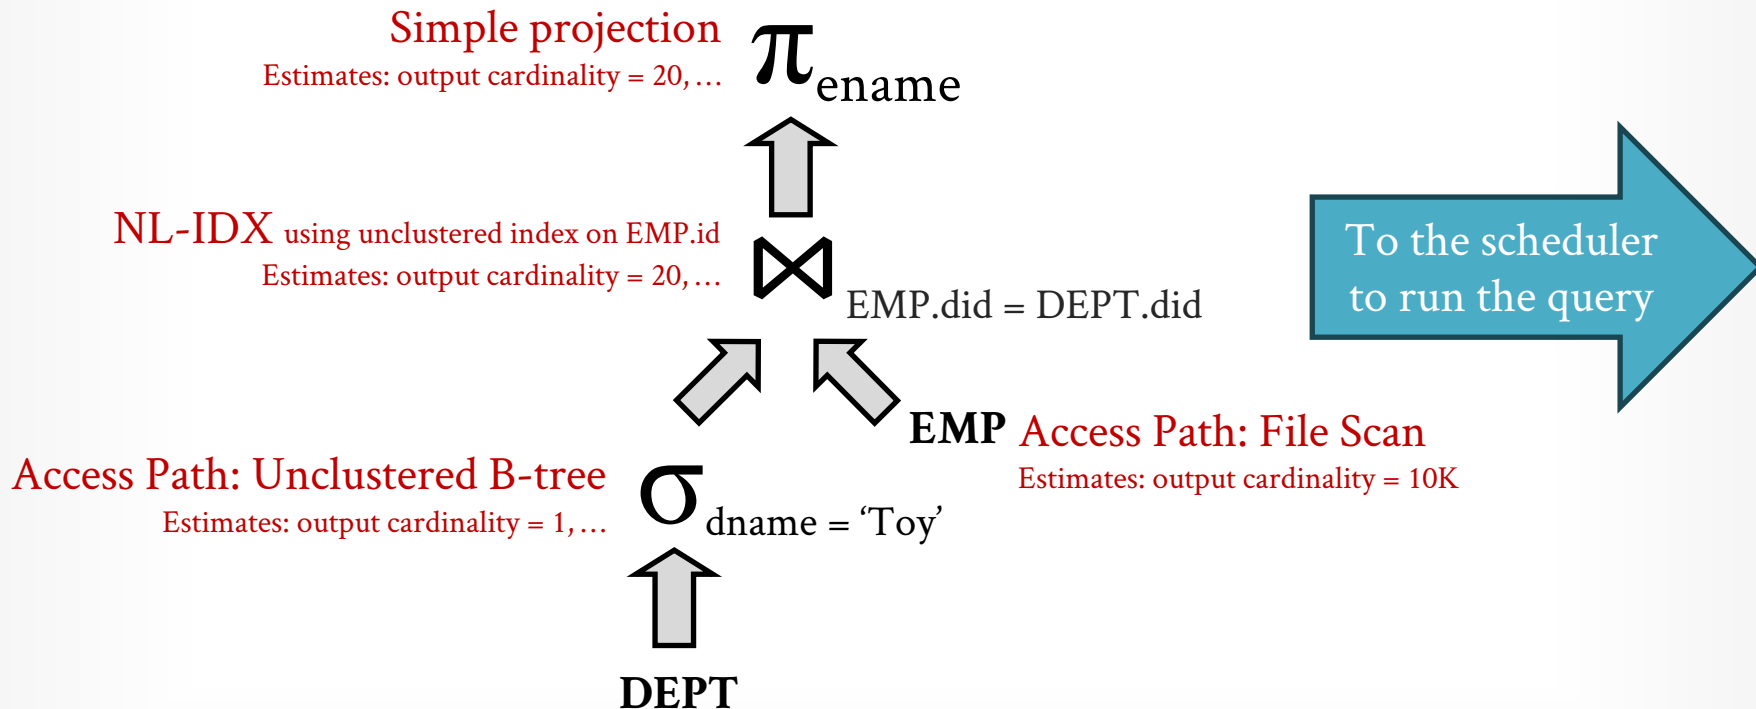 Simple projection
Estimates: output cardinality = 20, …
π ename
NL-IDX using unclustered index on EMP.id
Estimates: output cardinality = 20, …
⋈ EMP.did = DEPT.did
To the scheduler
to run the query
EMP Access Path: File Scan
Estimates: output cardinality = 10K
Access Path: Unclustered B-tree
Estimates: output cardinality = 1, …
σ dname = ‘Toy’
DEPT